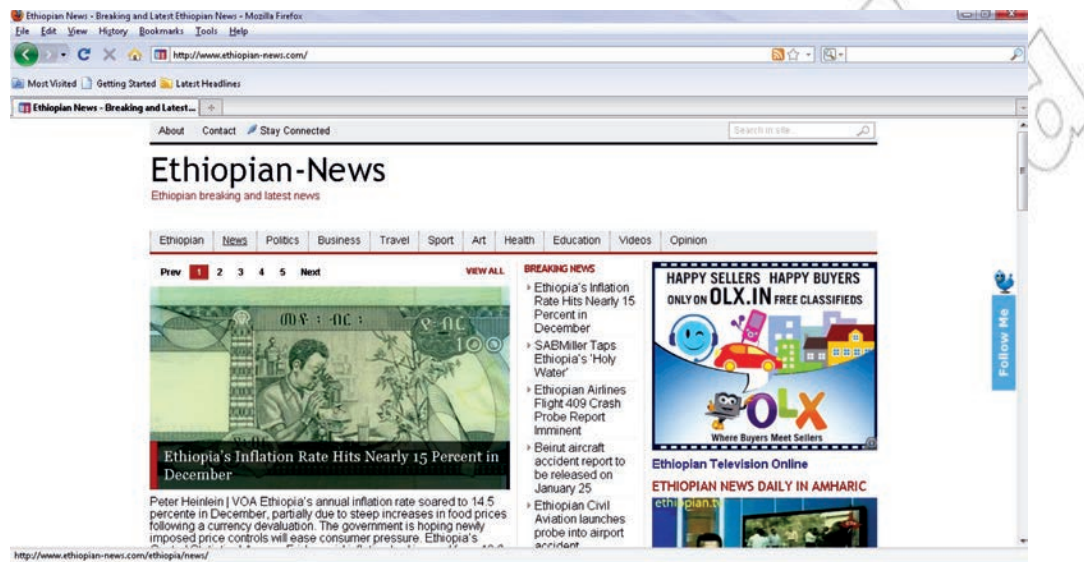 Ethiopian News - Breaking and Latest Ethiopian News - Mozilla Firefox
File Edit View History Bookmarks Tools Help
http://www.ethiopian-news.com/
Most Visited Getting Started Latest Headlines
Ethiopian News - Breaking and Latest...
About Contact Stay Connected
Search in site...
Ethiopian-News
Ethiopian breaking and latest news
Ethiopian News Politics Business Travel Sport Art Health Education Videos Opinion
Prev 1 2 3 4 5 Next VIEW ALL
100
Ethiopia's Inflation Rate Hits Nearly 15 Percent in
December
Peter Heinlein | VOA Ethiopia's annual inflation rate soared to 14.5
percente in December, partially due to steep increases in food prices
following a currency devaluation. The government is hoping newly
imposed price controls will ease consumer pressure. Ethiopia's
BREAKING NEWS
Ethiopia's Inflation
Rate Hits Nearly 15
Percent in
December
SABMiller Taps
Ethiopia's 'Holy
Water'
Ethiopian Airlines
Flight 409 Crash
Probe Report
Imminent
Beirut aircraft
accident report to
be released on
January 25
Ethiopian Civil
Aviation launches
probe into airport
accident
HAPPY SELLERS HAPPY BUYERS
ONLY ON OLX.IN FREE CLASSIFIEDS
OLX
Where Buyers Meet Sellers
Ethiopian Television Online
ETHIOPIAN NEWS DAILY IN AMHARIC
ethiopian.tv
Follow Me
http://www.ethiopian-news.com/ethiopia/news/